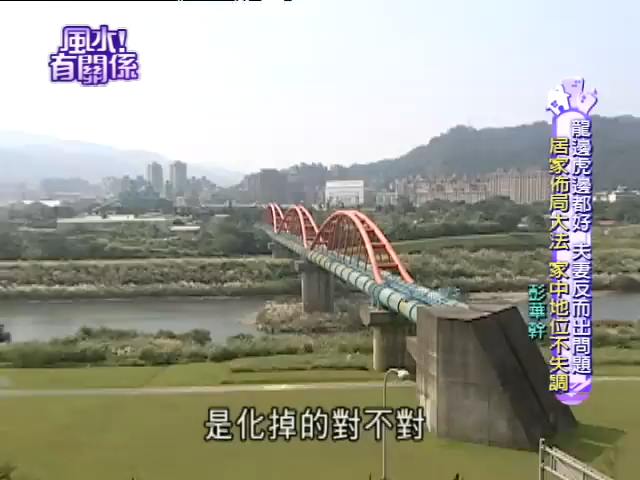 風水!
有關係
龍邊虎邊都好 夫妻反而出問題
居家佈局大法 家中地位不失調
彭華幹
是化掉的對不對